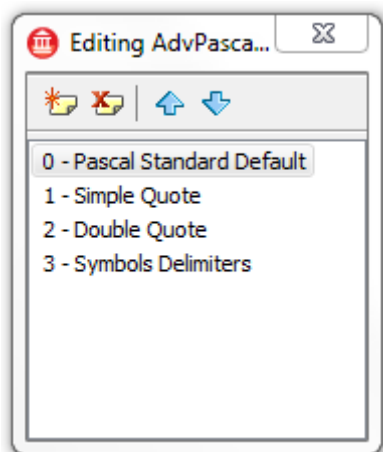 Editing AdvPasca...
0 - Pascal Standard Default
1 - Simple Quote
2 - Double Quote
3 - Symbols Delimiters